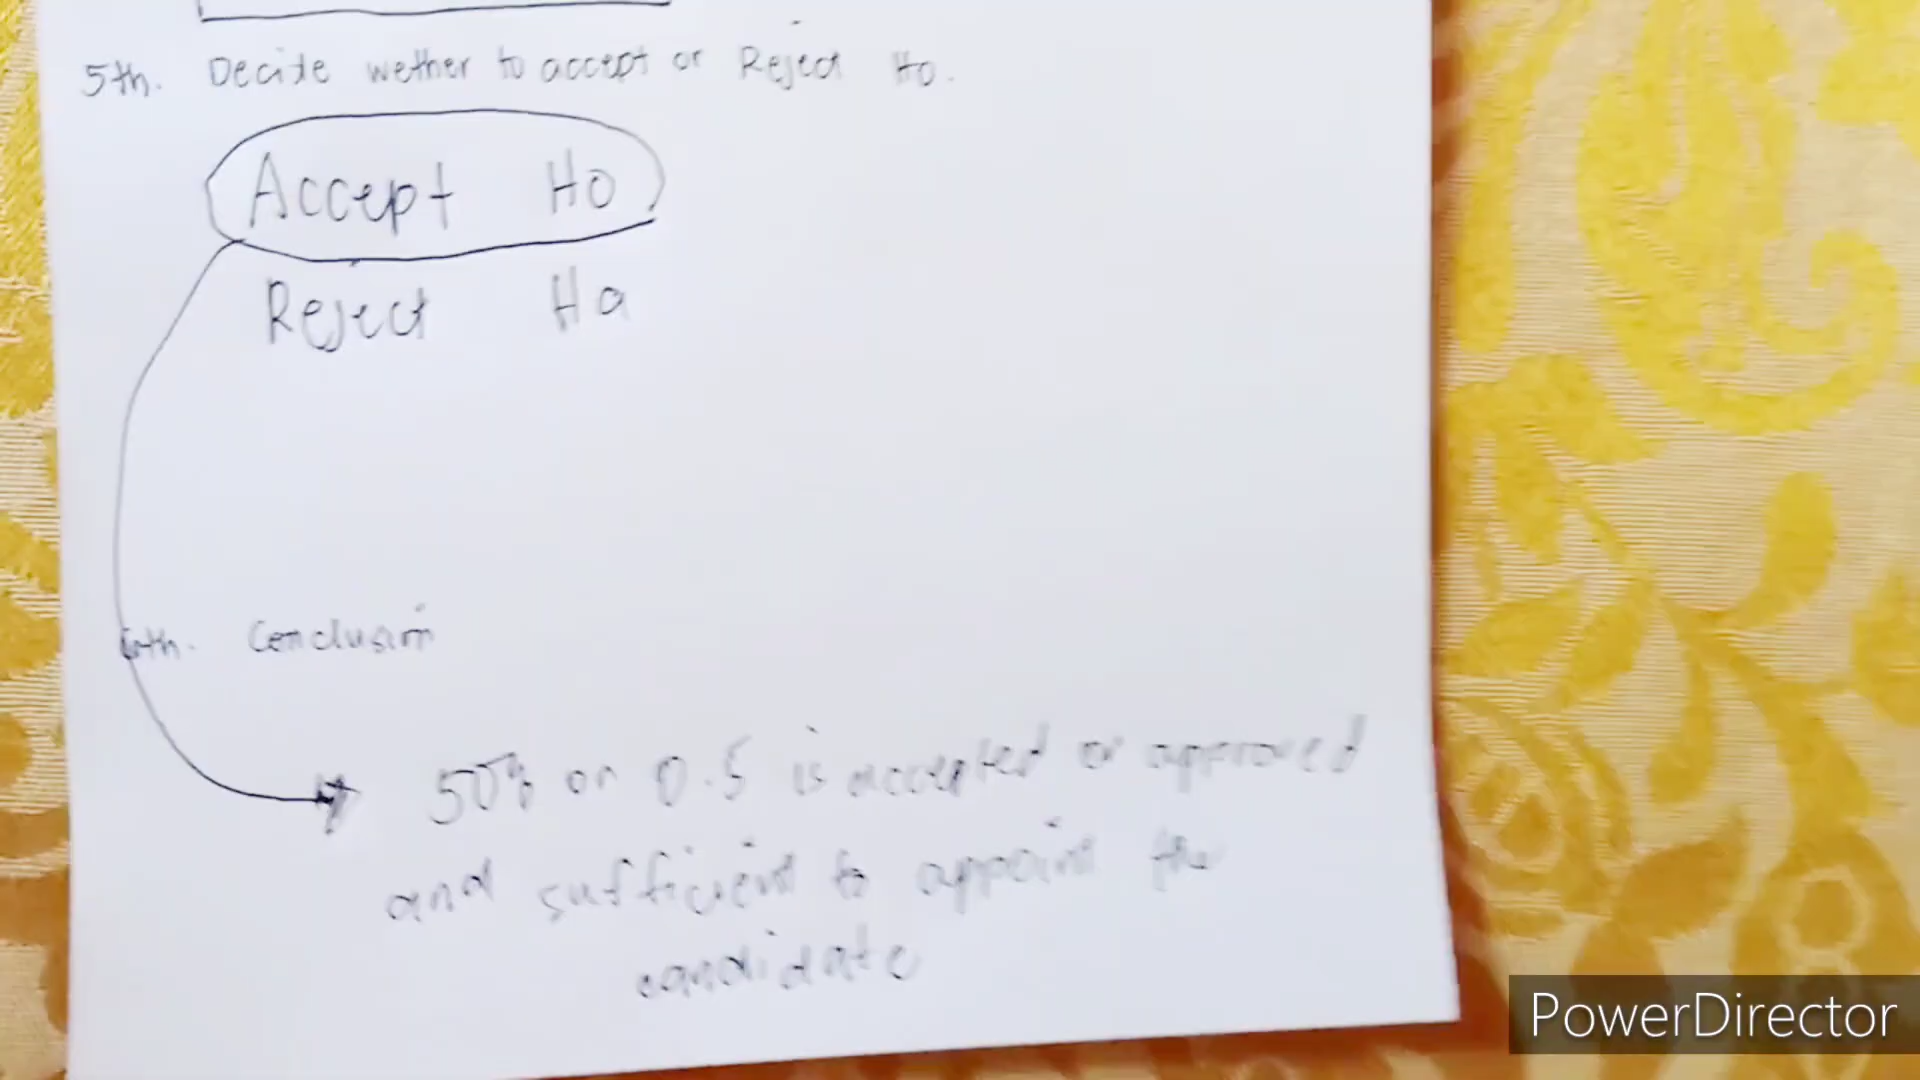 5th. Decide wether to accept or Reject Ho.
Accept Ho
Reject Ha
6th. Conclusion
50% or 0.5 is accepted or approved
and sufficient to appoint the
candidate
PowerDirector